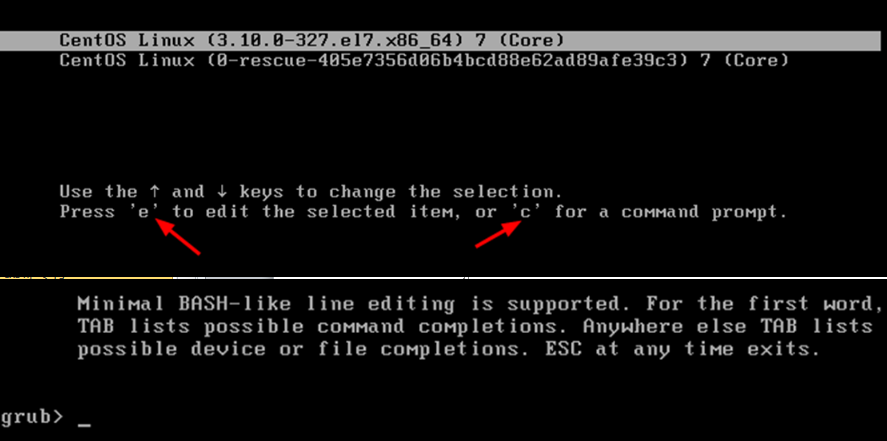 CentOS Linux (3.10.0-327.el7.x86_64) 7 (Core)
CentOS Linux (0-rescue-405e7356d06b4bcd88e62ad89afe39c3) 7 (Core)
Use the ↑ and ↓ keys to change the selection.
Press 'e' to edit the selected item, or 'c' for a command prompt.
Minimal BASH-like line editing is supported. For the first word,
TAB lists possible command completions. Anywhere else TAB lists
possible device or file completions. ESC at any time exits.
grub> _